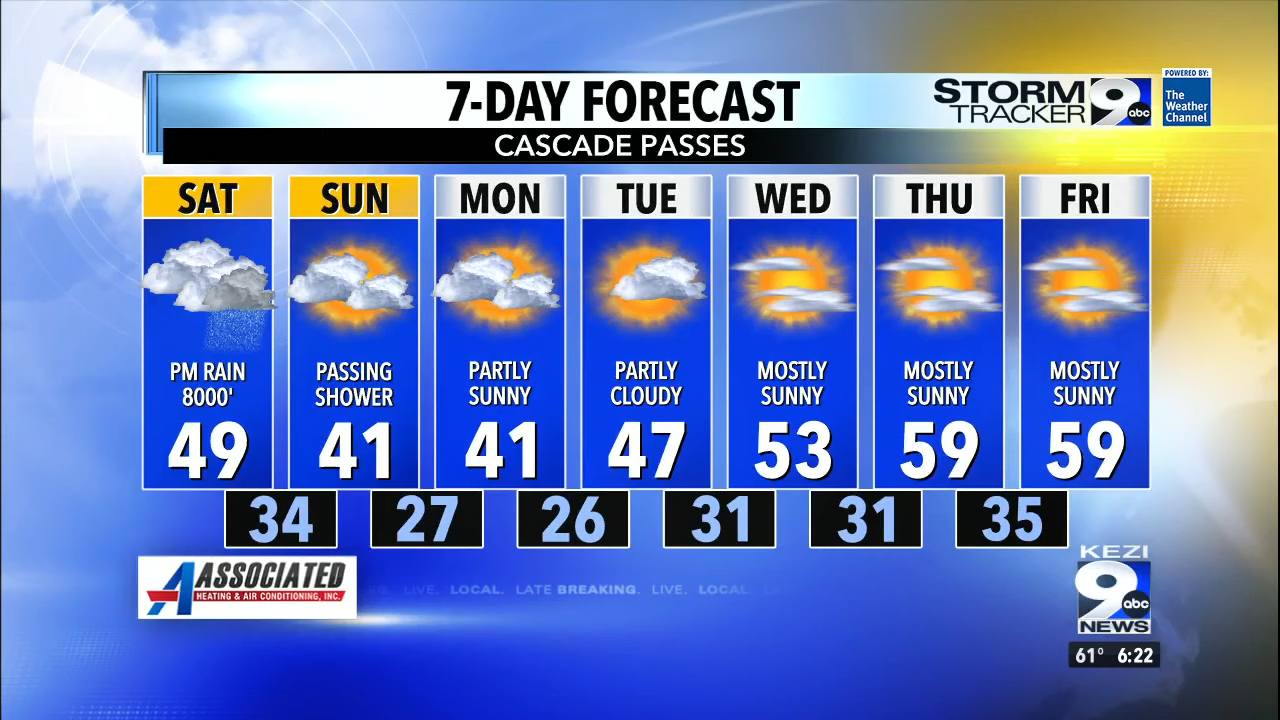 7-DAY FORECAST
CASCADE PASSES
STORM
TRACKER 9 abc
POWERED BY:
The
Weather
Channel
SAT SUN MON TUE WED THU FRI
PM RAIN PASSING PARTLY PARTLY MOSTLY MOSTLY MOSTLY
8000' SHOWER SUNNY CLOUDY SUNNY SUNNY SUNNY
49 41 41 47 53 59 59
34 27 26 31 31 35
ASSOCIATED
HEATING & AIR CONDITIONING, INC.
LIVE. LOCAL. LATE BREAKING. LIVE. LOCAL.
KEZI
9 abc
NEWS
61° 6:22